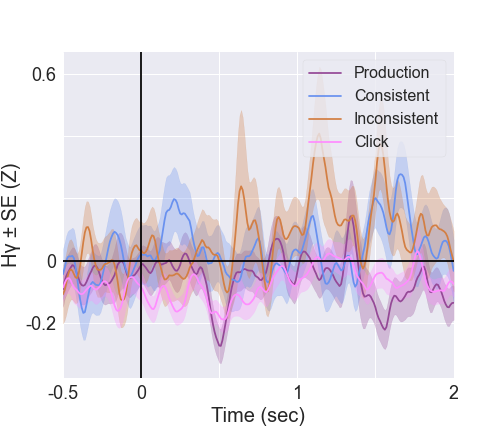 0.6
0
-0.2
Hγ ± SE (Z)
Production
Consistent
Inconsistent
Click
-0.5
0
1
2
Time (sec)